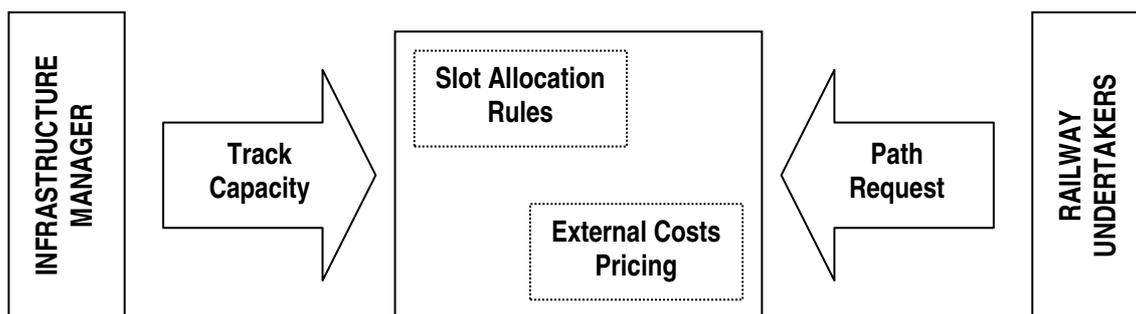 INFRASTRUCTURE
MANAGER
Track
Capacity
Slot Allocation
Rules
External Costs
Pricing
Path
Request
RAILWAY
UNDERTAKERS